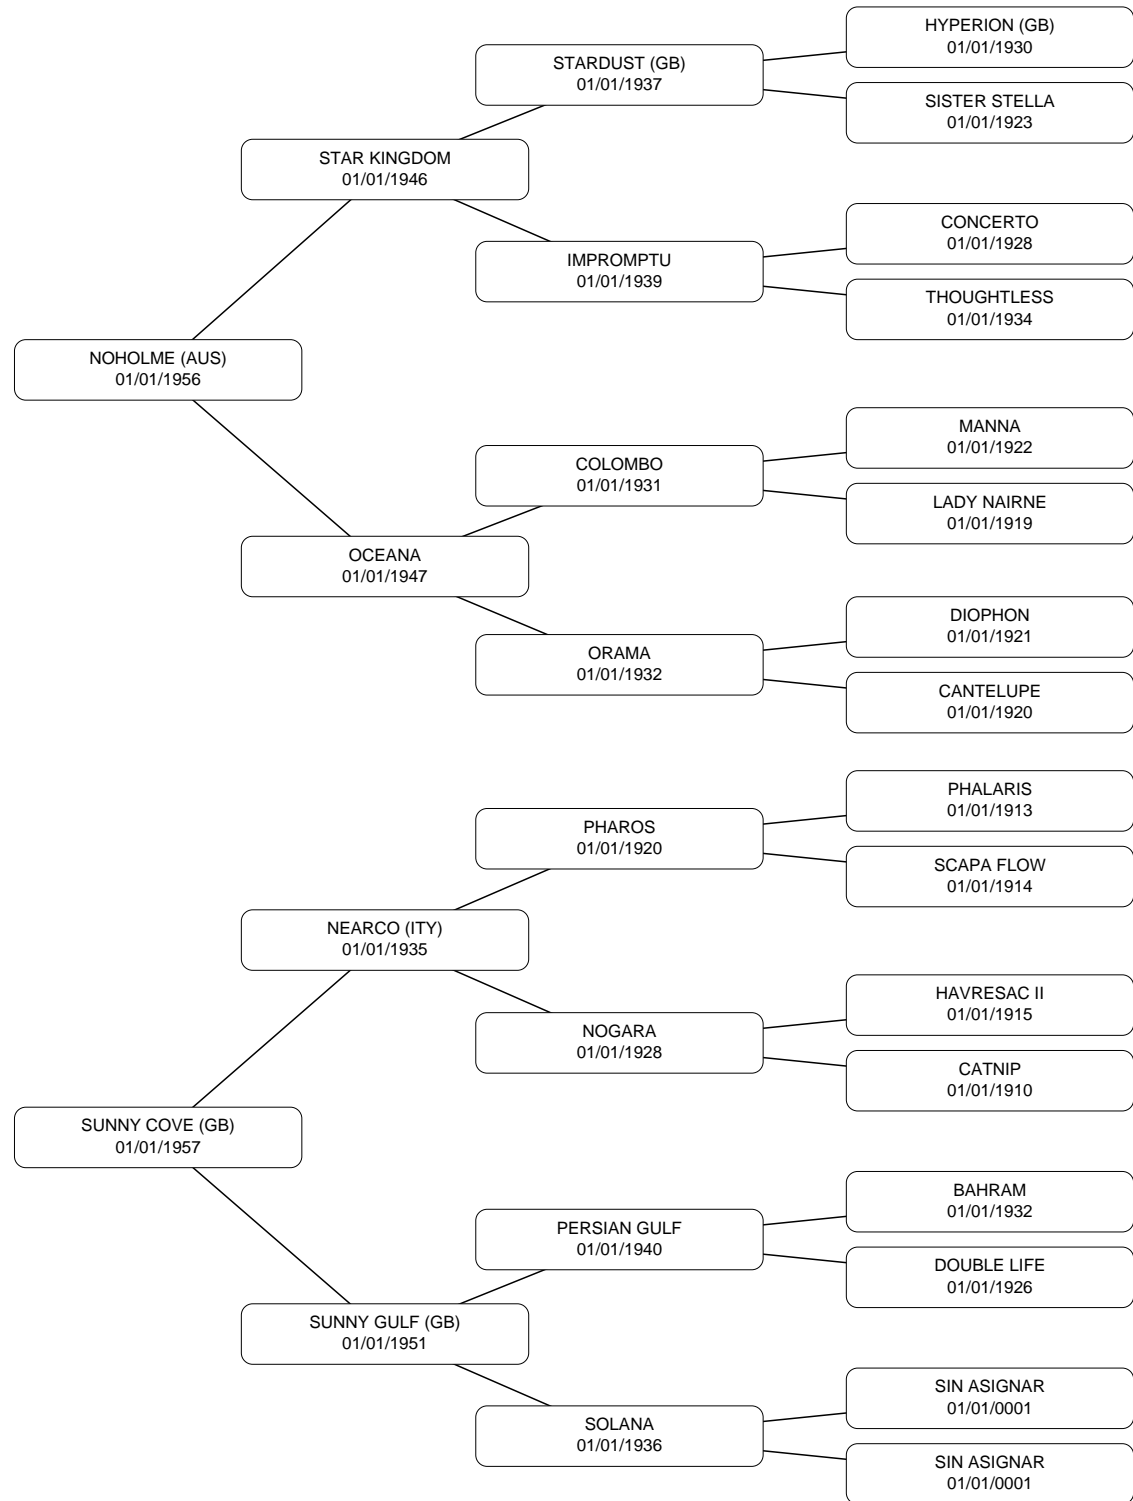 HYPERION (GB)
01/01/1930
STARDUST (GB)
01/01/1937
SISTER STELLA
01/01/1923
STAR KINGDOM
01/01/1946
CONCERTO
01/01/1928
IMPROMPTU
01/01/1939
THOUGHTLESS
01/01/1934
NOHOLME (AUS)
01/01/1956
MANNA
01/01/1922
COLOMBO
01/01/1931
LADY NAIRNE
01/01/1919
OCEANA
01/01/1947
DIOPHON
01/01/1921
ORAMA
01/01/1932
CANTELUPE
01/01/1920
PHALARIS
01/01/1913
PHAROS
01/01/1920
SCAPA FLOW
01/01/1914
NEARCO (ITY)
01/01/1935
HAVRESAC II
01/01/1915
NOGARA
01/01/1928
CATNIP
01/01/1910
SUNNY COVE (GB)
01/01/1957
BAHRAM
01/01/1932
PERSIAN GULF
01/01/1940
DOUBLE LIFE
01/01/1926
SUNNY GULF (GB)
01/01/1951
SIN ASIGNAR
01/01/0001
SOLANA
01/01/1936
SIN ASIGNAR
01/01/0001